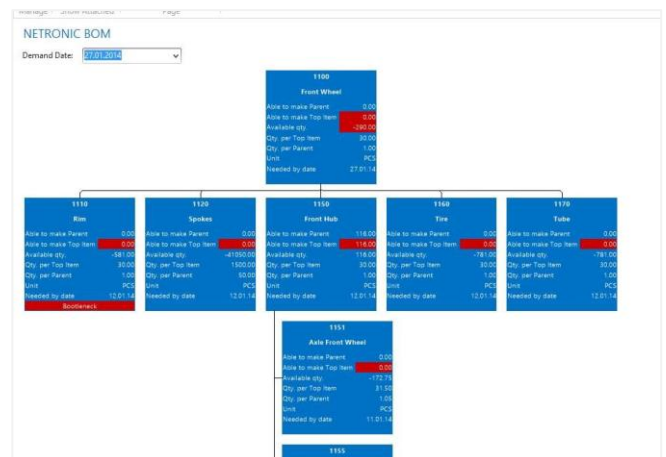 Manage Show Attached Page
NETRONIC BOM
Demand Date: 27.01.2014
1100
Front Wheel
Able to make Parent 0.00
Able to make Top Item 0.00
Available qty. -290.00
Qty. per Top Item 30.00
Qty. per Parent 1.00
Unit PCS
Needed by date 27.01.14
1110
Rim
Able to make Parent 0.00
Able to make Top Item 0.00
Available qty. -581.00
Qty. per Top Item 30.00
Qty. per Parent 1.00
Unit PCS
Needed by date 12.01.14
Bootleneck
1120
Spokes
Able to make Parent 0.00
Able to make Top Item 0.00
Available qty. -41050.00
Qty. per Top Item 1500.00
Qty. per Parent 50.00
Unit PCS
Needed by date 12.01.14
1150
Front Hub
Able to make Parent 116.00
Able to make Top Item 116.00
Available qty. 116.00
Qty. per Top Item 30.00
Qty. per Parent 1.00
Unit PCS
Needed by date 12.01.14
1160
Tire
Able to make Parent 0.00
Able to make Top Item 0.00
Available qty. -781.00
Qty. per Top Item 30.00
Qty. per Parent 1.00
Unit PCS
Needed by date 12.01.14
1170
Tube
Able to make Parent 0.00
Able to make Top Item 0.00
Available qty. -781.00
Qty. per Top Item 30.00
Qty. per Parent 1.00
Unit PCS
Needed by date 12.01.14
1151
Axle Front Wheel
Able to make Parent 0.00
Able to make Top Item 0.00
Available qty. -172.75
Qty. per Top Item 31.50
Qty. per Parent 1.05
Unit PCS
Needed by date 11.01.14
1155